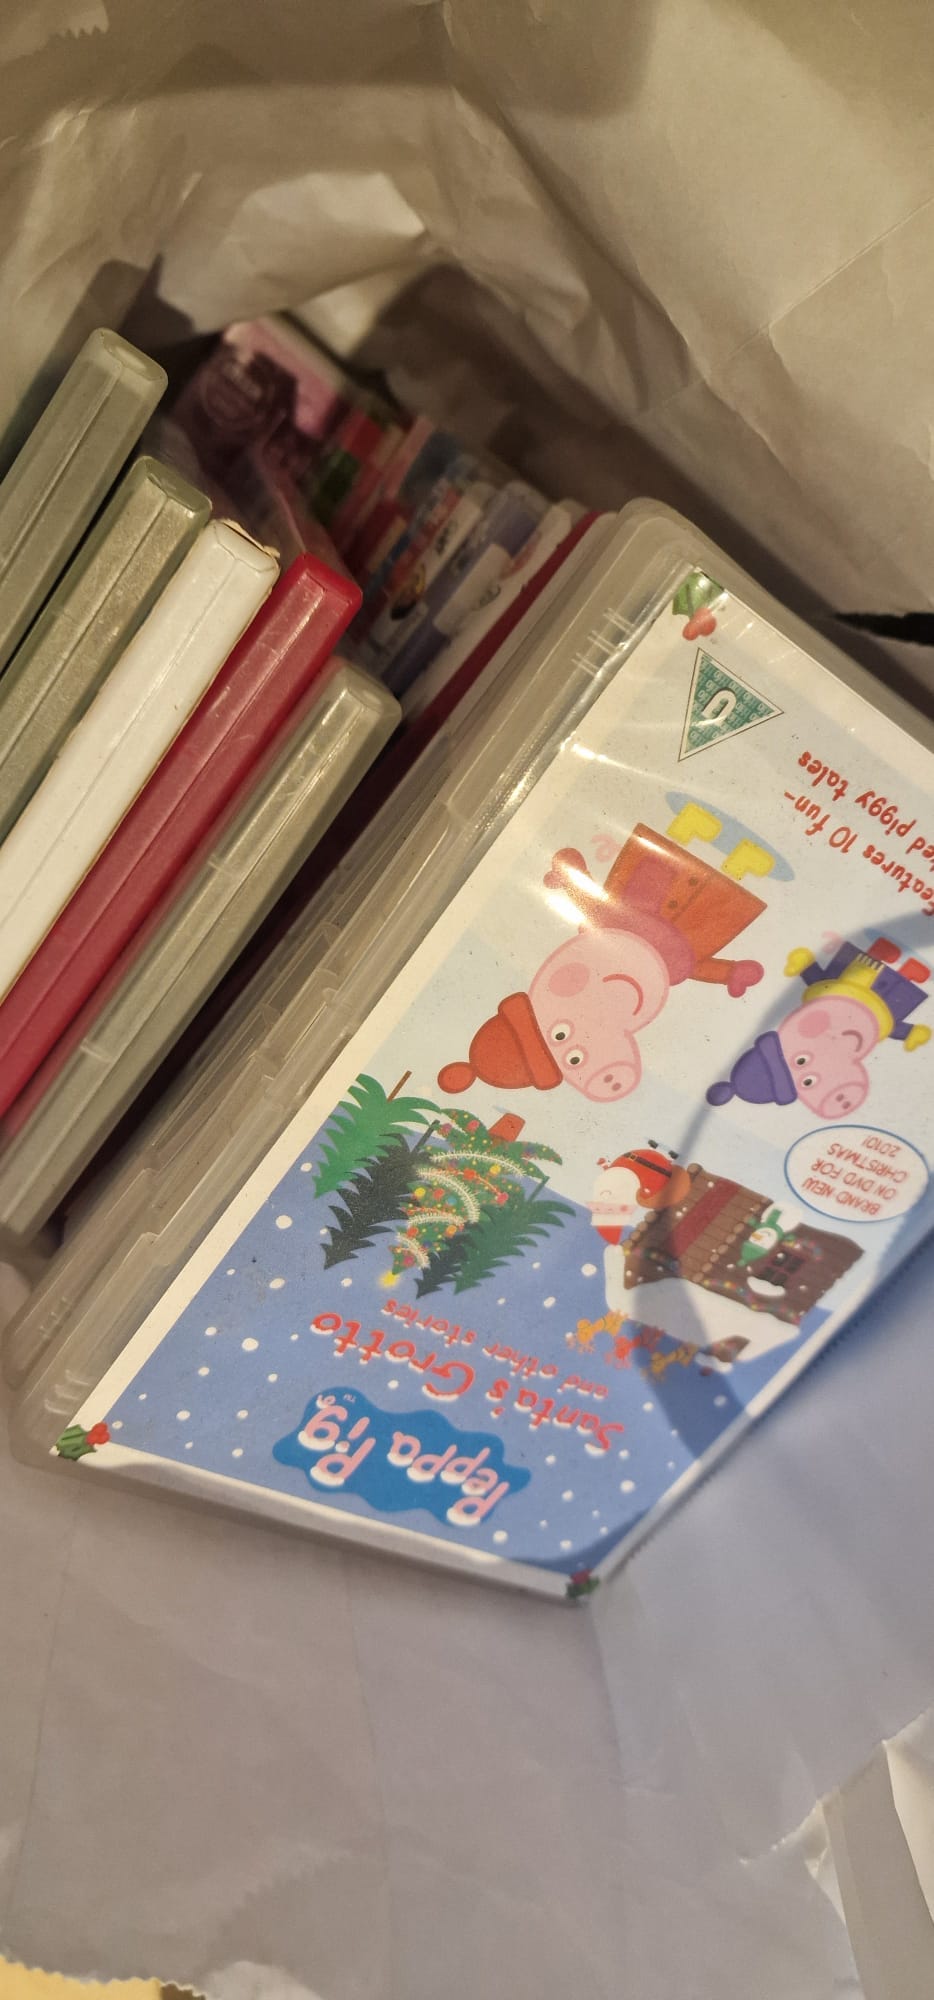 Peppa Pig
TM
Santa's Grotto
and other stories
BRAND NEW
ON DVD FOR
CHRISTMAS
2010!
U
features 10 fun-
piggy tales